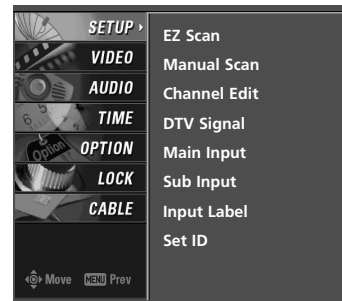 SETUP
VIDEO
AUDIO
TIME
OPTION
LOCK
CABLE
Move MENU Prev
EZ Scan
Manual Scan
Channel Edit
DTV Signal
Main Input
Sub Input
Input Label
Set ID